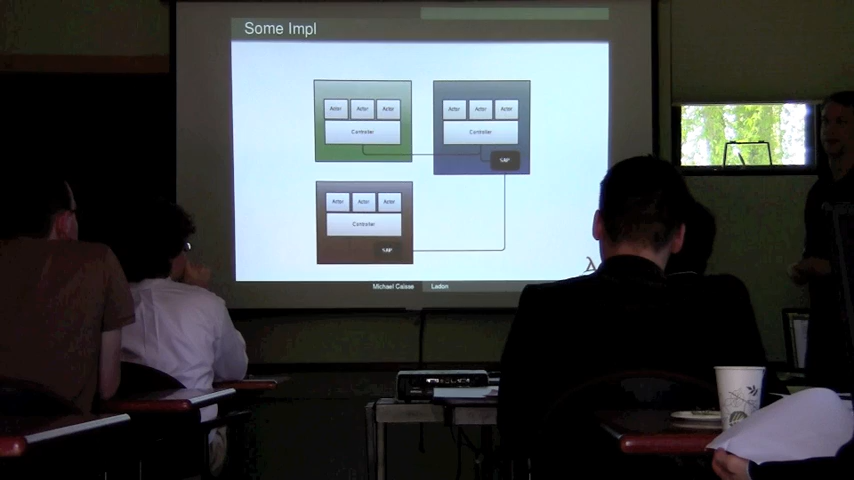 Some Impl
Actor Actor Actor
Controller
Actor Actor Actor
Controller
SAP
Actor Actor Actor
Controller
SAP
Michael Caisse Ladon